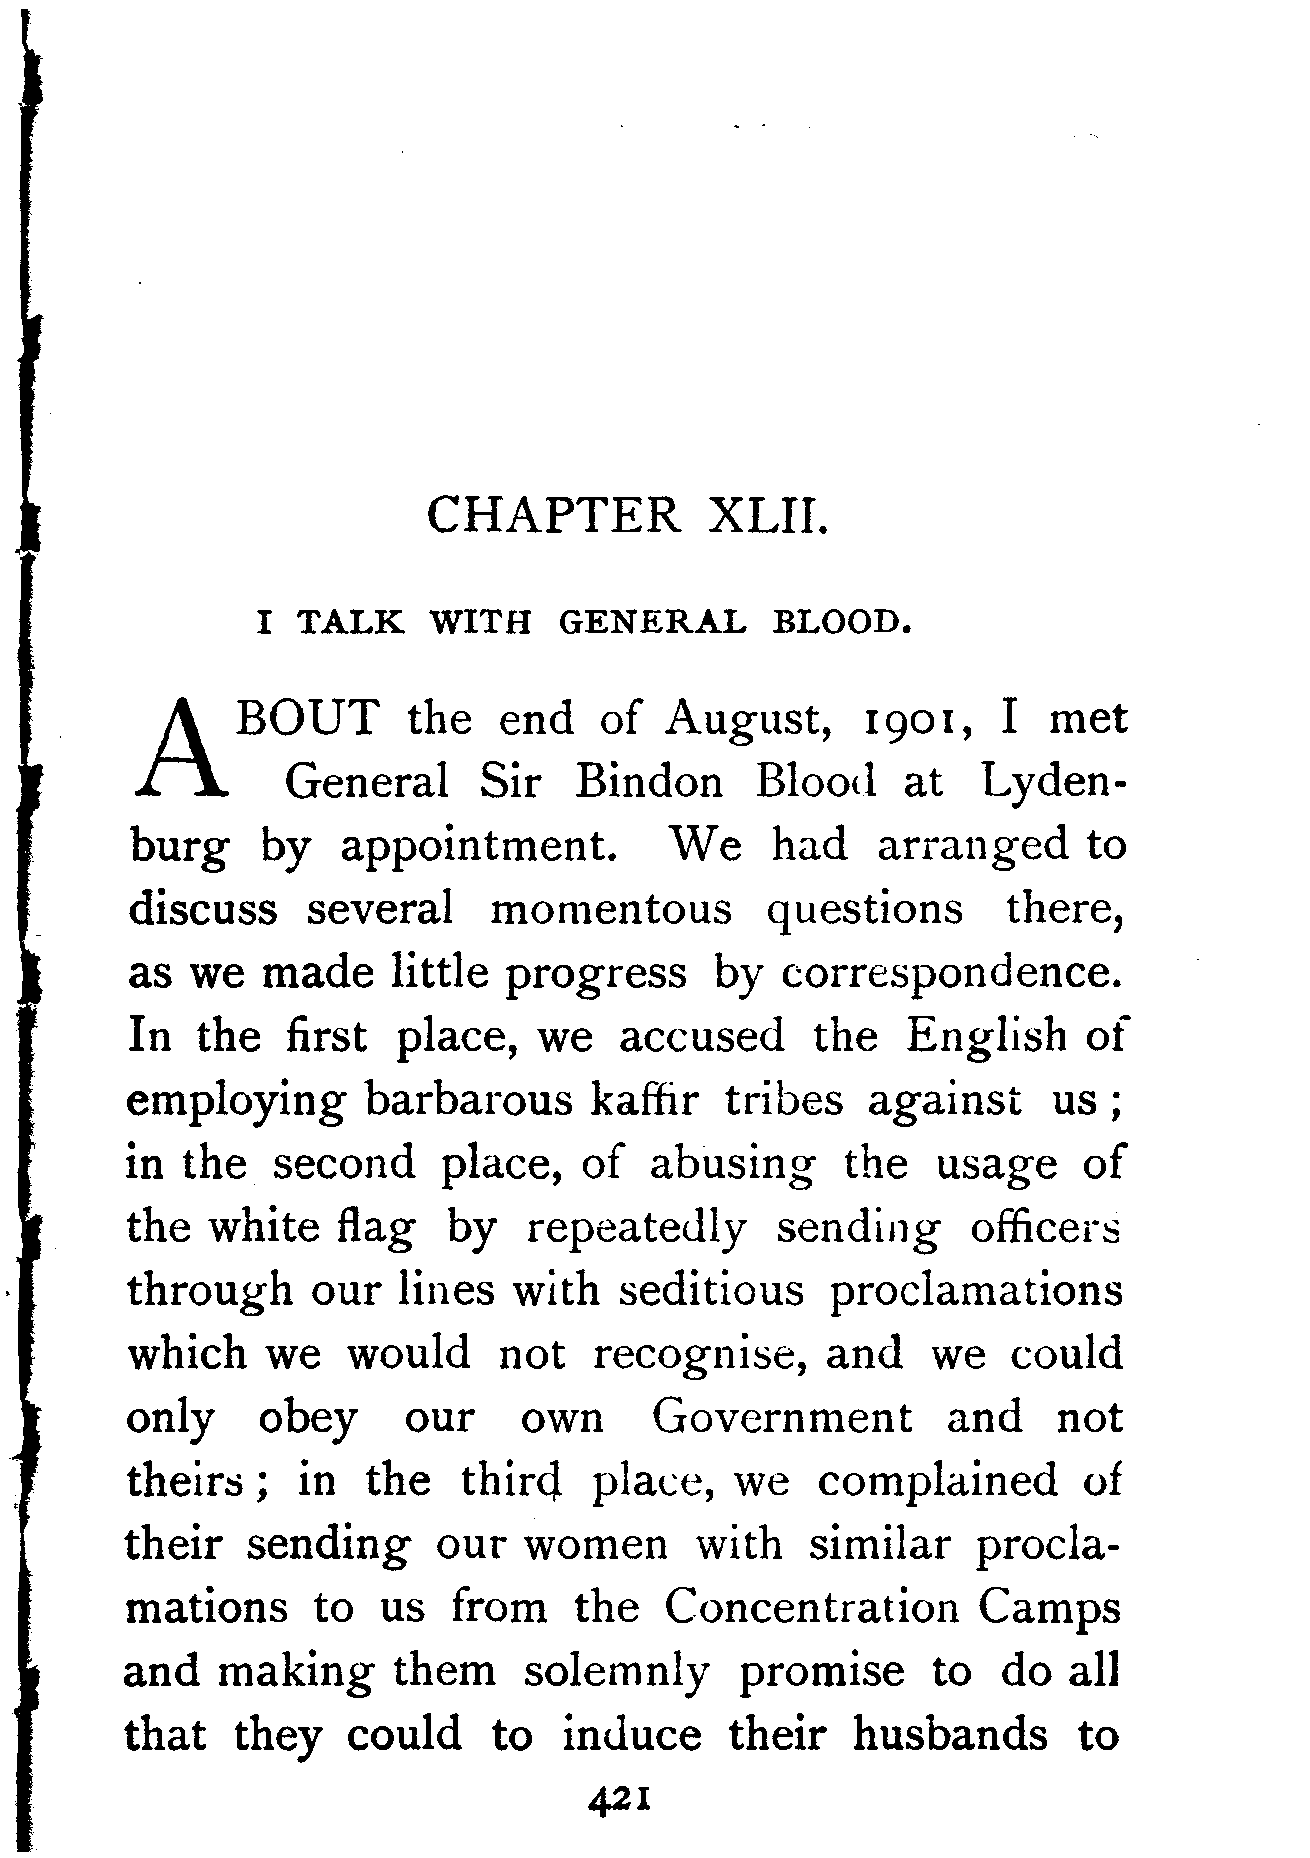 CHAPTER XLII.
I TALK WITH GENERAL BLOOD.
ABOUT the end of August, 1901, I met
General Sir Bindon Blood at Lyden-
burg by appointment. We had arranged to
discuss several momentous questions there,
as we made little progress by correspondence.
In the first place, we accused the English of
employing barbarous kaffir tribes against us ;
in the second place, of abusing the usage of
the white flag by repeatedly sending officers
through our lines with seditious proclamations
which we would not recognise, and we could
only obey our own Government and not
theirs ; in the third place, we complained of
their sending our women with similar procla-
mations to us from the Concentration Camps
and making them solemnly promise to do all
that they could to induce their husbands to
421